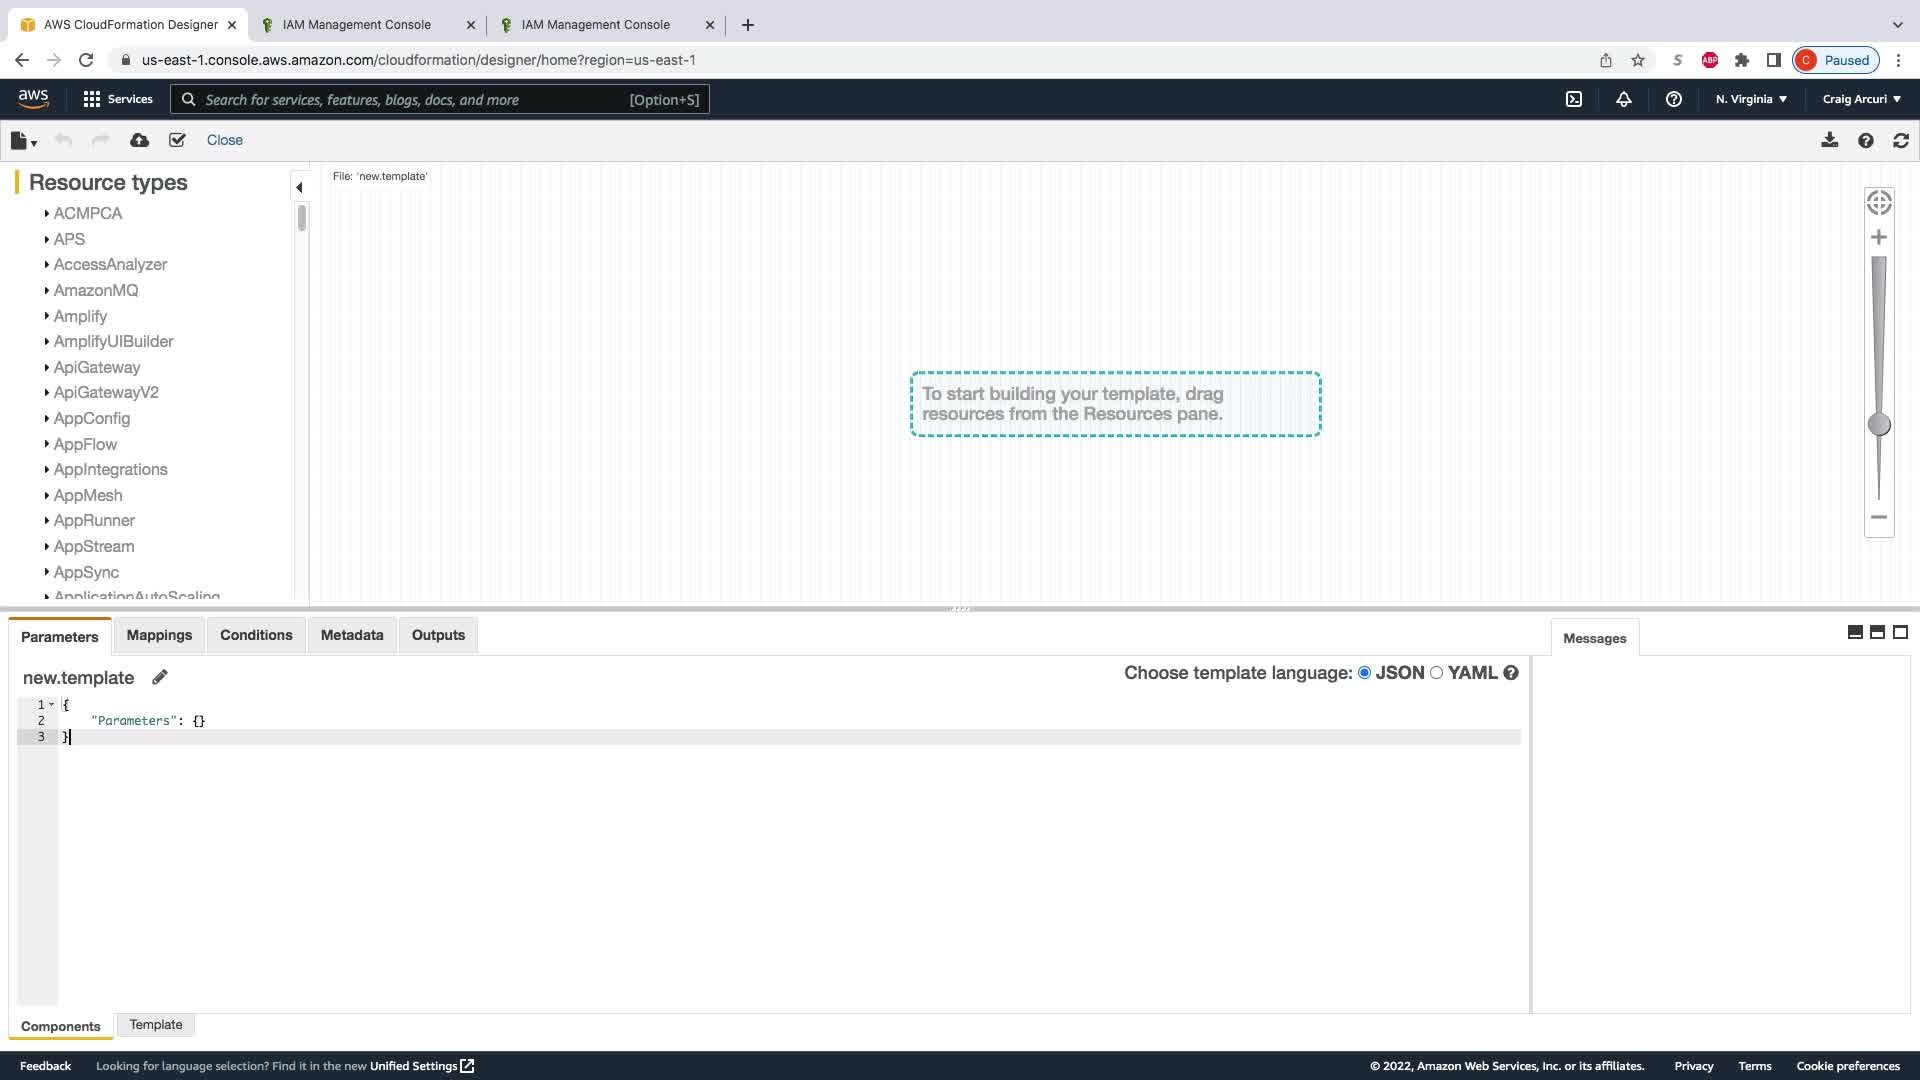 AWS CloudFormation Designer
IAM Management Console
IAM Management Console
us-east-1.console.aws.amazon.com/cloudformation/designer/home?region=us-east-1
S
ABP
C Paused
aws
Services
Search for services, features, blogs, docs, and more [Option+S]
N. Virginia
Craig Arcuri
Close
Resource types
File: 'new.template'
ACMPCA
APS
AccessAnalyzer
AmazonMQ
Amplify
AmplifyUIBuilder
ApiGateway
ApiGatewayV2
AppConfig
AppFlow
AppIntegrations
AppMesh
AppRunner
AppStream
AppSync
ApplicationAutoScaling
To start building your template, drag
resources from the Resources pane.
Parameters Mappings Conditions Metadata Outputs
Messages
new.template
Choose template language: JSON YAML
1 {
2 "Parameters": {}
3 }
Components Template
Feedback Looking for language selection? Find it in the new Unified Settings
© 2022, Amazon Web Services, Inc. or its affiliates. Privacy Terms Cookie preferences